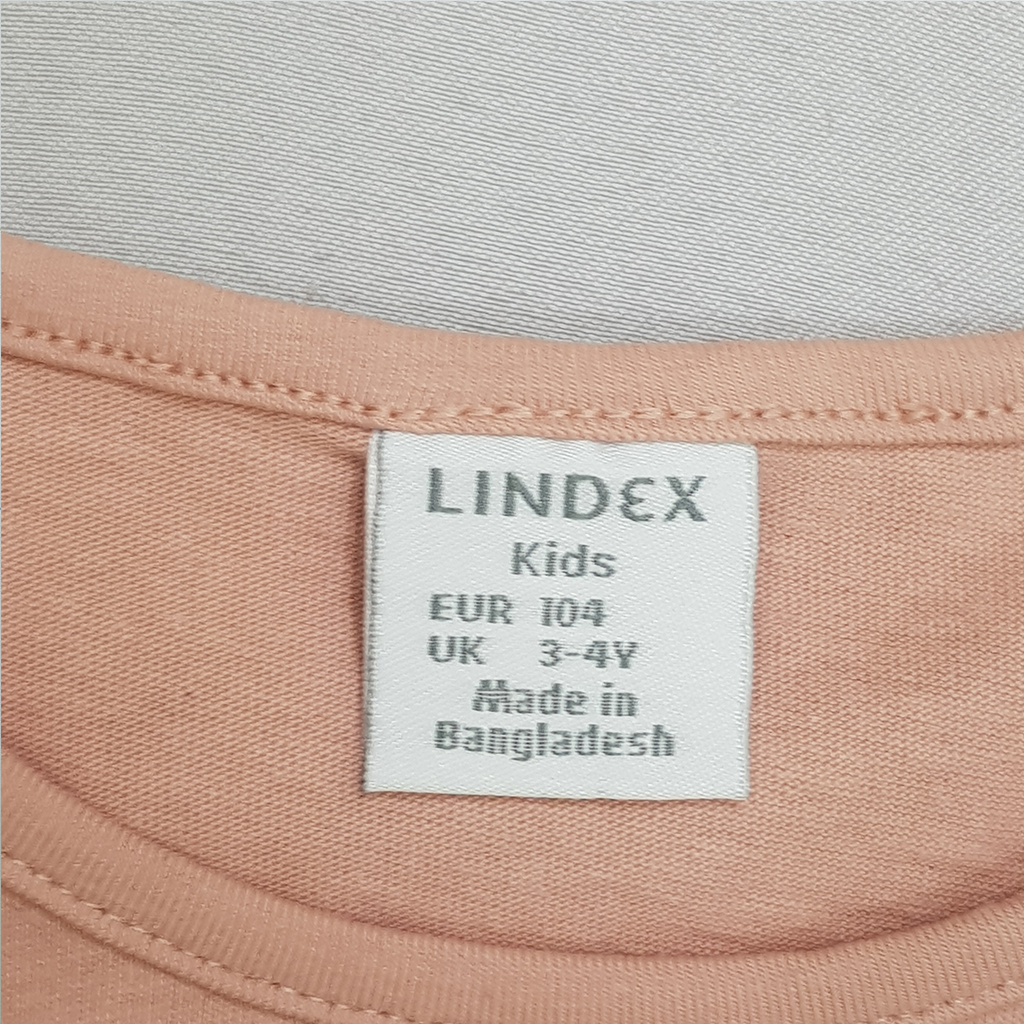 LINDEX
Kids
EUR 104
UK 3-4Y
Made in
Bangladesh